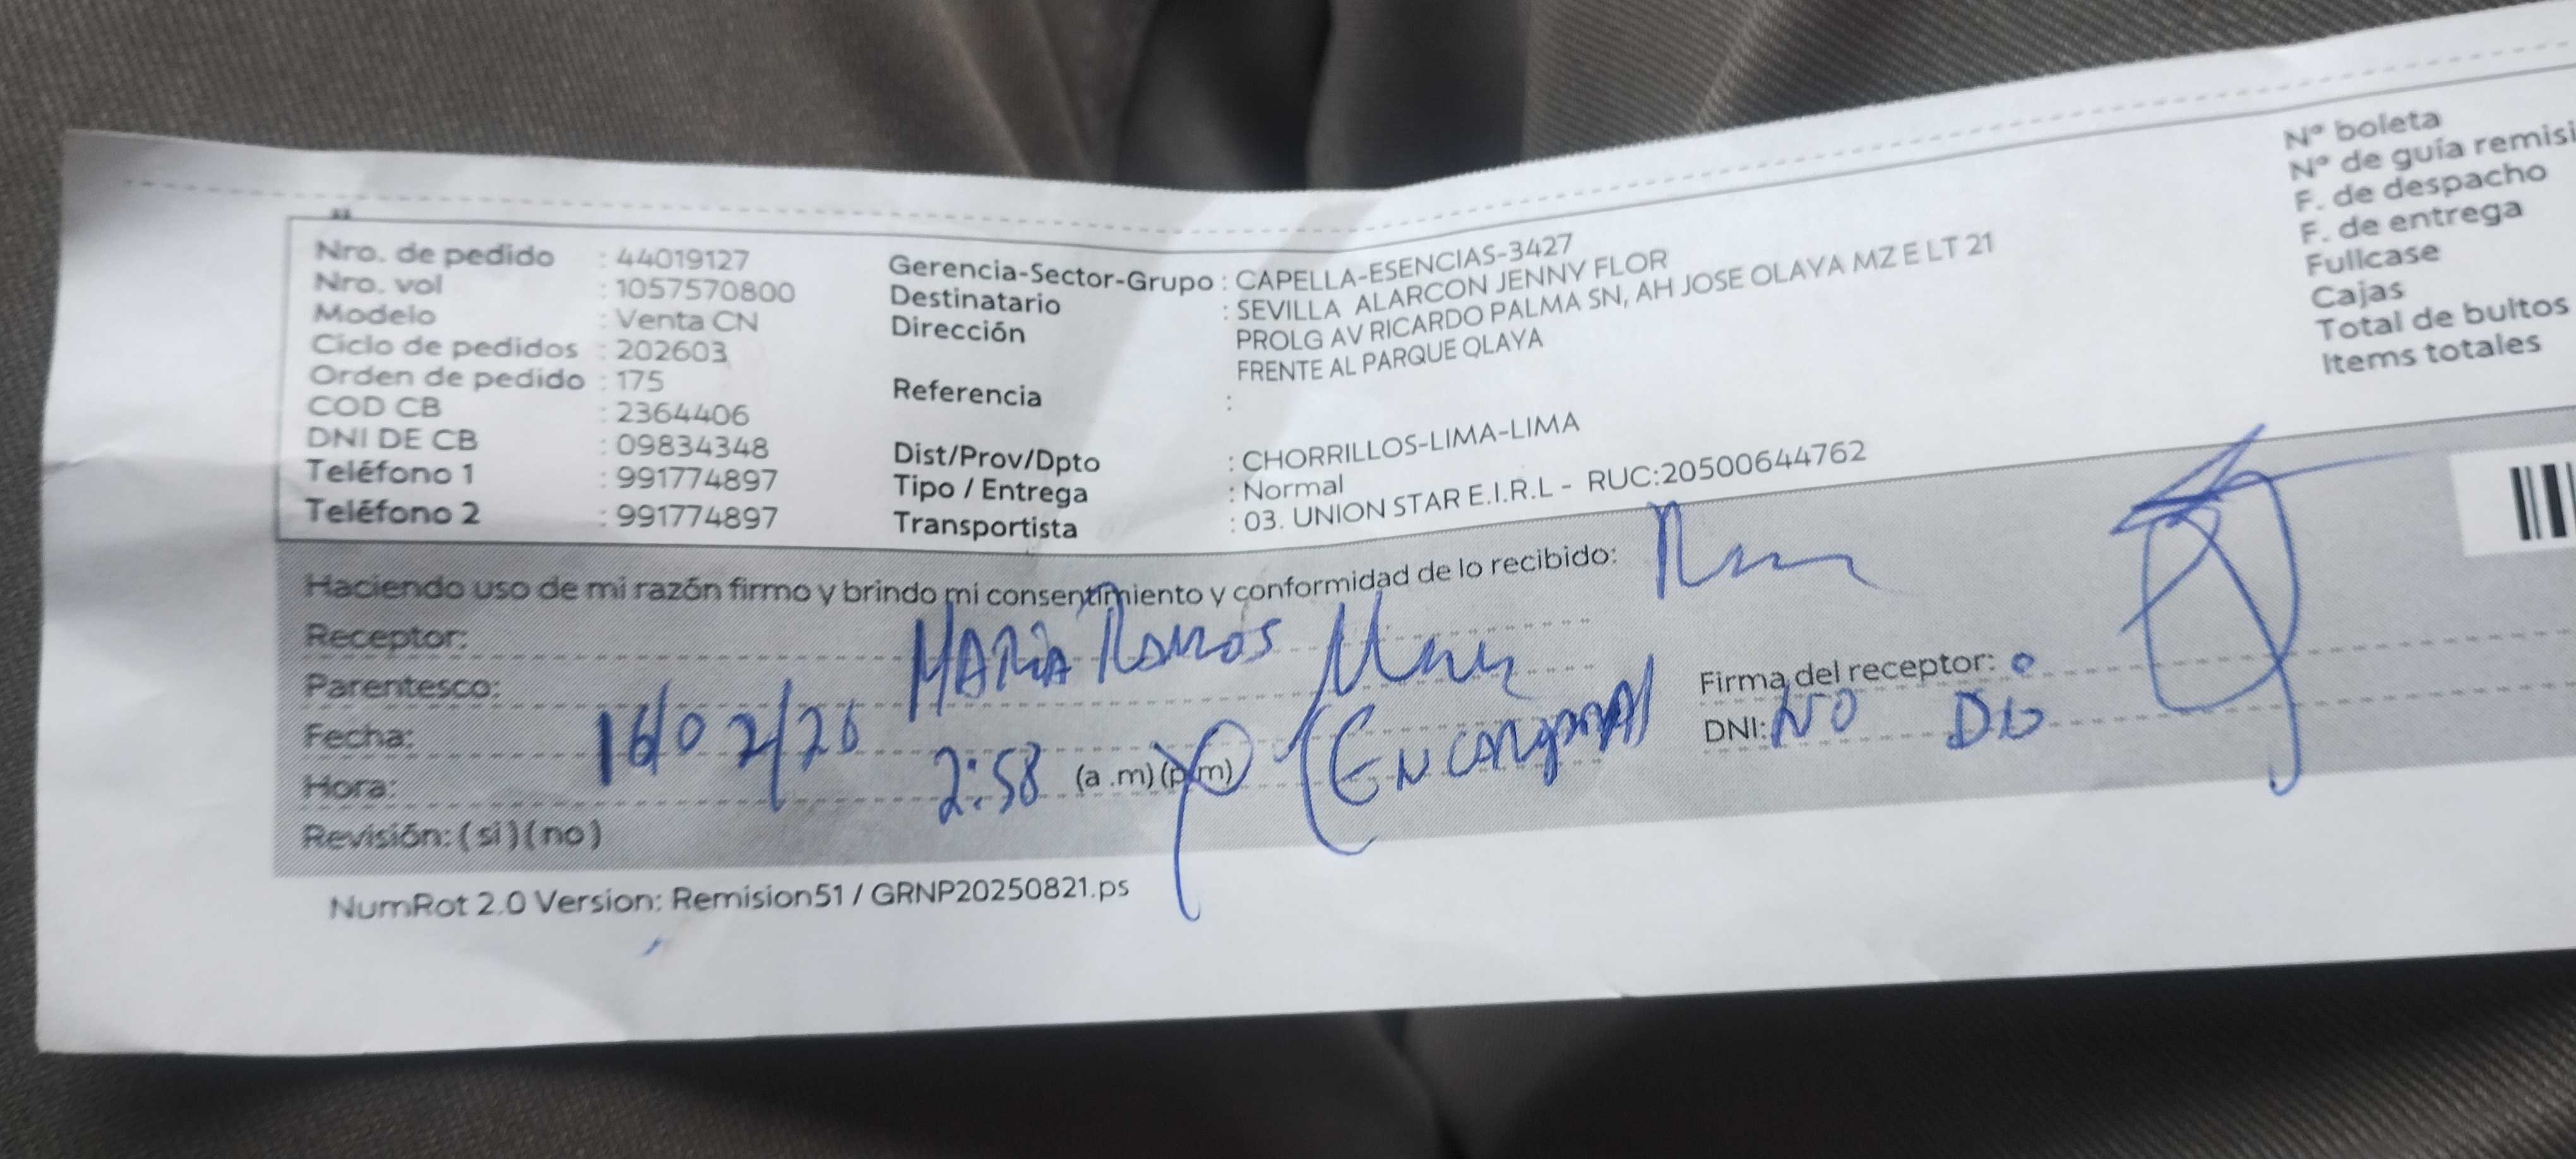 Nro. de pedido : 44019127
Nro. vol : 1057570800
Modelo : Venta CN
Ciclo de pedidos : 202603
Orden de pedido : 175
COD CB : 2364406
DNI DE CB : 09834348
Teléfono 1 : 991774897
Teléfono 2 : 991774897
Gerencia-Sector-Grupo : CAPELLA-ESENCIAS-3427
Destinatario : SEVILLA ALARCON JENNY FLOR
Dirección : PROLG AV RICARDO PALMA SN, AH JOSE OLAYA MZ E LT 21
FRENTE AL PARQUE OLAYA
Referencia :
Dist/Prov/Dpto : CHORRILLOS-LIMA-LIMA
Tipo / Entrega : Normal
Transportista : 03. UNION STAR E.I.R.L - RUC:20500644762
Nº boleta
Nº de guía remisi
F. de despacho
F. de entrega
Fullcase
Cajas
Total de bultos
Items totales
Haciendo uso de mi razón firmo y brindo mi consentimiento y conformidad de lo recibido:
Receptor: MARIA RAMOS
Parentesco:
Fecha: 16/02/26
Hora: 2:58 (a .m) (p.m)
Revisión: (si) (no)
Firma del receptor:
DNI: NO DIO
NumRot 2.0 Version: Remision51 / GRNP20250821.ps